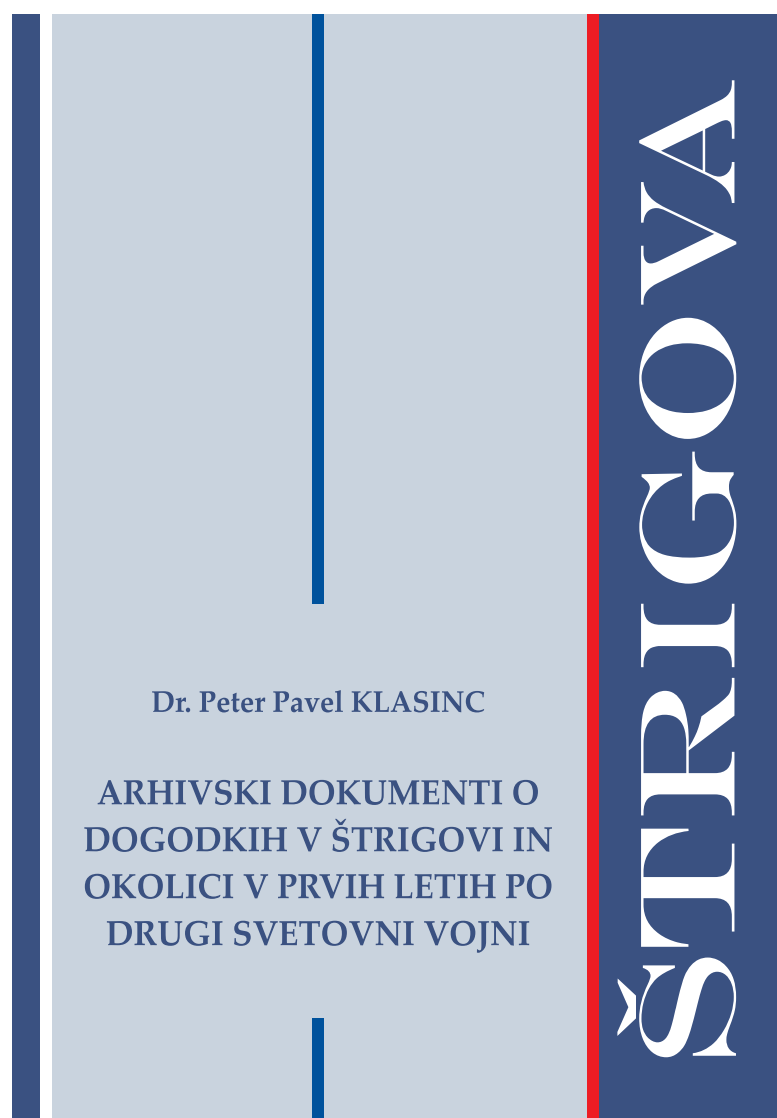 Dr. Peter Pavel KLASINC
ARHIVSKI DOKUMENTI O
DOGODKIH V ŠTRIGOVI IN
OKOLICI V PRVIH LETIH PO
DRUGI SVETOVNI VOJNI
ŠTRIGOVA